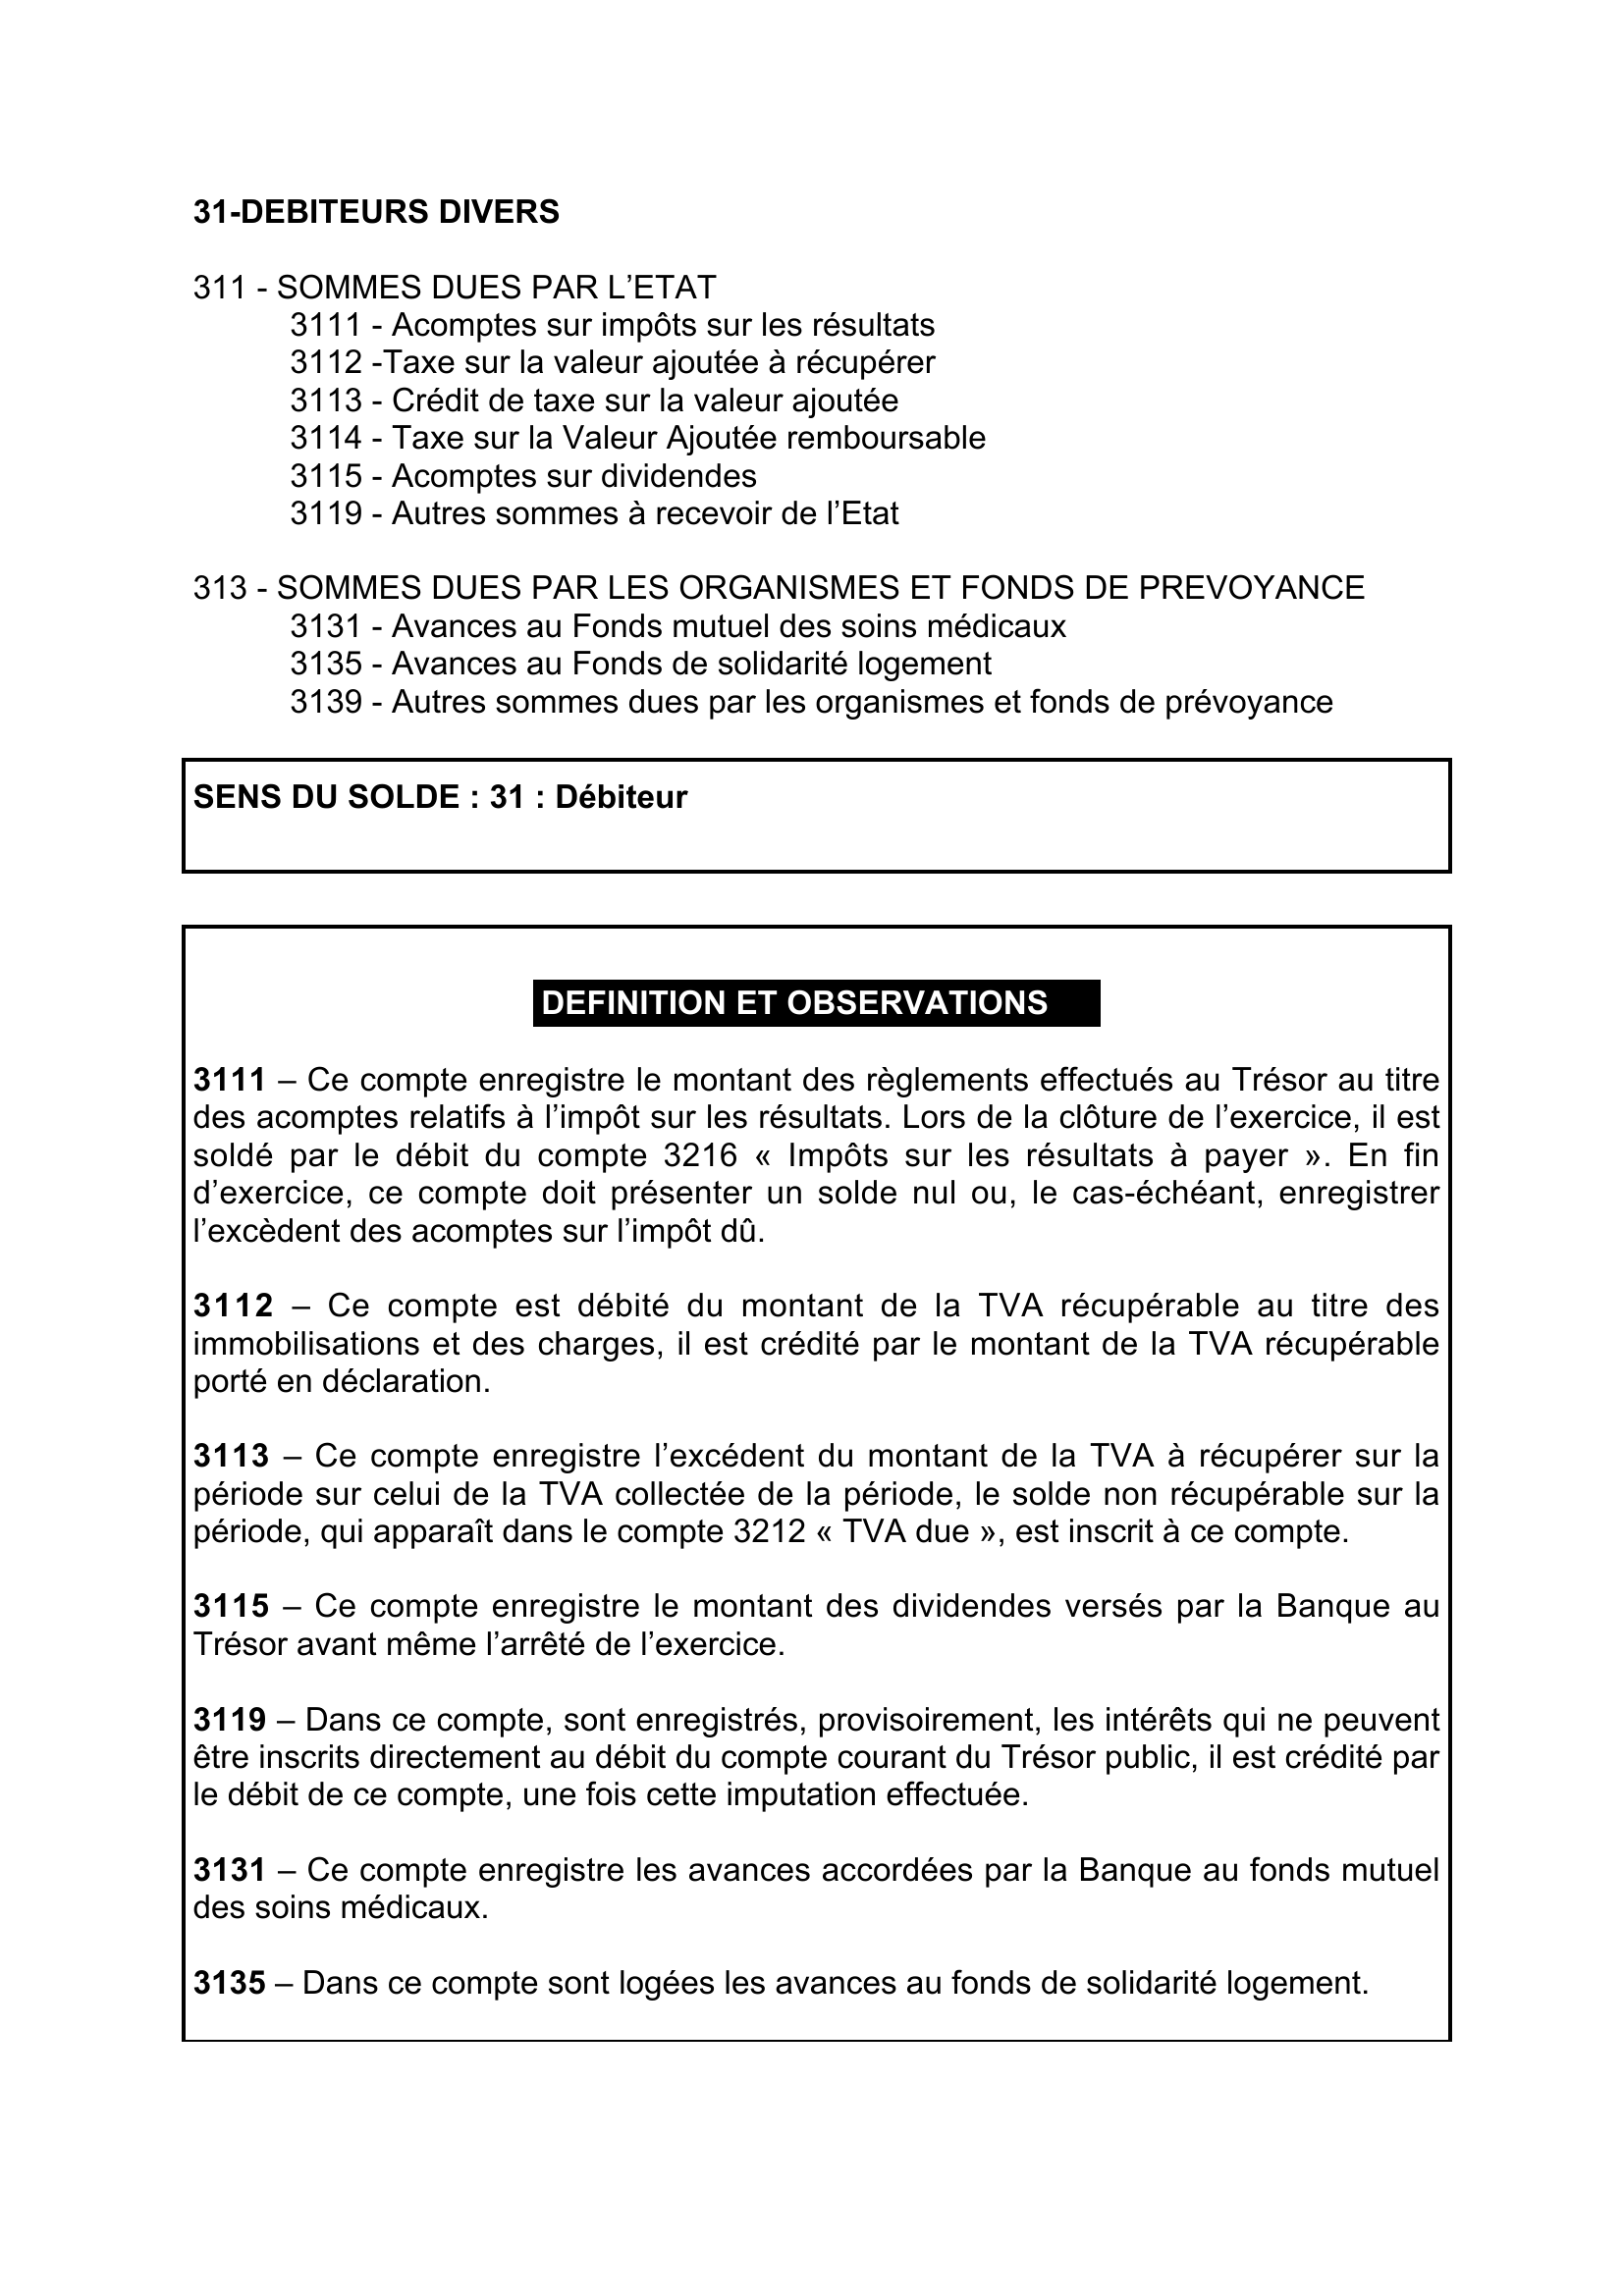 31-DEBITEURS DIVERS
311 - SOMMES DUES PAR L’ETAT
3111 - Acomptes sur impôts sur les résultats
3112 -Taxe sur la valeur ajoutée à récupérer
3113 - Crédit de taxe sur la valeur ajoutée
3114 - Taxe sur la Valeur Ajoutée remboursable
3115 - Acomptes sur dividendes
3119 - Autres sommes à recevoir de l’Etat
313 - SOMMES DUES PAR LES ORGANISMES ET FONDS DE PREVOYANCE
3131 - Avances au Fonds mutuel des soins médicaux
3135 - Avances au Fonds de solidarité logement
3139 - Autres sommes dues par les organismes et fonds de prévoyance
SENS DU SOLDE : 31 : Débiteur
DEFINITION ET OBSERVATIONS
3111 – Ce compte enregistre le montant des règlements effectués au Trésor au titre
des acomptes relatifs à l’impôt sur les résultats. Lors de la clôture de l’exercice, il est
soldé par le débit du compte 3216 « Impôts sur les résultats à payer ». En fin
d’exercice, ce compte doit présenter un solde nul ou, le cas-échéant, enregistrer
l’excèdent des acomptes sur l’impôt dû.
3112 – Ce compte est débité du montant de la TVA récupérable au titre des
immobilisations et des charges, il est crédité par le montant de la TVA récupérable
porté en déclaration.
3113 – Ce compte enregistre l’excédent du montant de la TVA à récupérer sur la
période sur celui de la TVA collectée de la période, le solde non récupérable sur la
période, qui apparaît dans le compte 3212 « TVA due », est inscrit à ce compte.
3115 – Ce compte enregistre le montant des dividendes versés par la Banque au
Trésor avant même l’arrêté de l’exercice.
3119 – Dans ce compte, sont enregistrés, provisoirement, les intérêts qui ne peuvent
être inscrits directement au débit du compte courant du Trésor public, il est crédité par
le débit de ce compte, une fois cette imputation effectuée.
3131 – Ce compte enregistre les avances accordées par la Banque au fonds mutuel
des soins médicaux.
3135 – Dans ce compte sont logées les avances au fonds de solidarité logement.